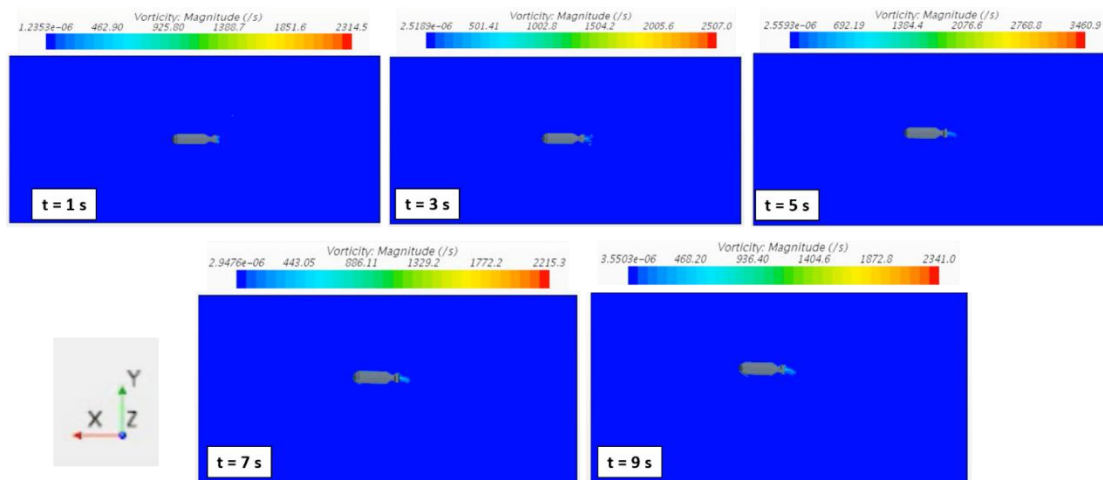 Vorticity: Magnitude (/s)
1.2353e-06 462.90 925.80 1388.7 1851.6 2314.5
t = 1 s
Vorticity: Magnitude (/s)
2.5189e-06 501.41 1002.8 1504.2 2005.6 2507.0
t = 3 s
Vorticity: Magnitude (/s)
2.5593e-06 692.19 1384.4 2076.6 2768.8 3460.9
t = 5 s
Vorticity: Magnitude (/s)
2.9476e-06 443.05 886.11 1329.2 1772.2 2215.3
t = 7 s
Vorticity: Magnitude (/s)
3.5503e-06 468.20 936.40 1404.6 1872.8 2341.0
t = 9 s
Y
X Z